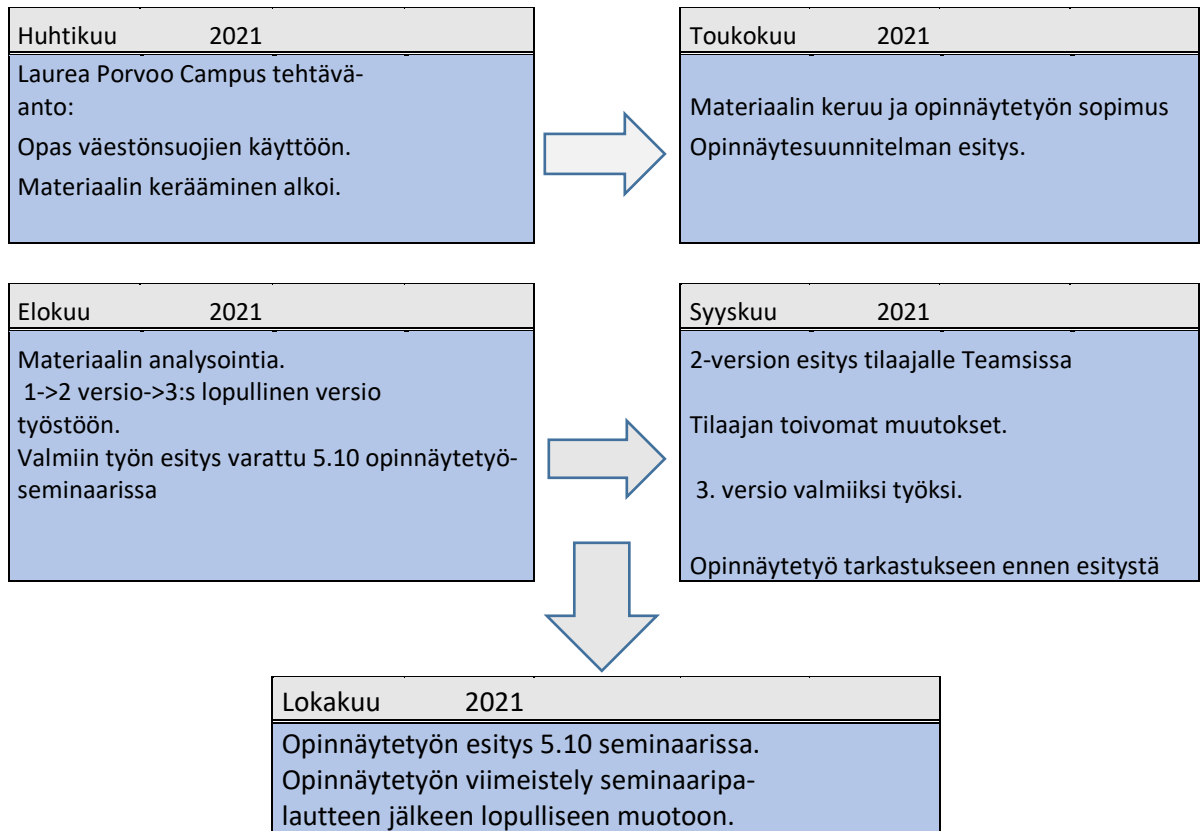 Huhtikuu 2021
Laurea Porvoo Campus tehtävä-
anto:
Opas väestönsuojien käyttöön.
Materiaalin kerääminen alkoi.
Toukokuu 2021
Materiaalin keruu ja opinnäytetyön sopimus
Opinnäytesuunnitelman esitys.
Elokuu 2021
Materiaalin analysointia.
1->2 versio->3:s lopullinen versio
työstöön.
Valmiin työn esitys varattu 5.10 opinnäytetyö-
seminaarissa
Syyskuu 2021
2-version esitys tilaajalle Teamsissa
Tilaajan toivomat muutokset.
3. versio valmiiksi työksi.
Opinnäytetyö tarkastukseen ennen esitystä
Lokakuu 2021
Opinnäytetyön esitys 5.10 seminaarissa.
Opinnäytetyön viimeistely seminaaripa-
lautteen jälkeen lopulliseen muotoon.